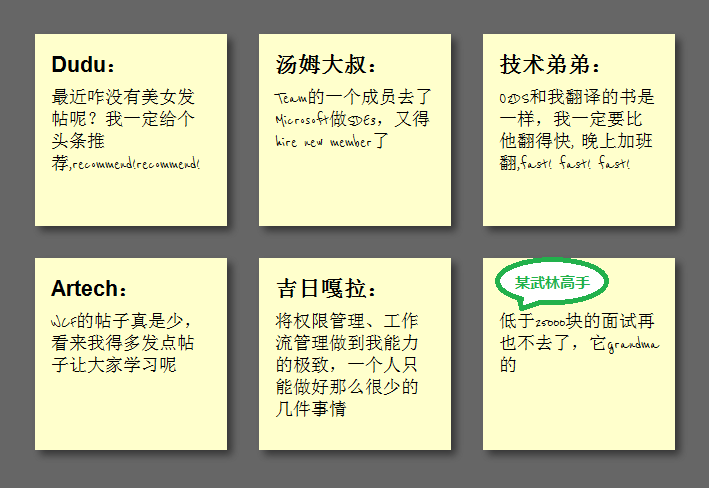 Dudu：
最近咋没有美女发
帖呢？我一定给个
头条推
荐,recommend!recommend!
汤姆大叔：
Team的一个成员去了
Microsoft做SDEs，又得
hire new member了
技术弟弟：
O2DS和我翻译的书是
一样，我一定要比
他翻得快, 晚上加班
翻,fast! fast! fast!
Artech：
WCF的帖子真是少，
看来我得多发点帖
子让大家学习呢
吉日嘎拉：
将权限管理、工作
流管理做到我能力
的极致，一个人只
能做好那么很少的
几件事情
某武林高手
低于25000块的面试再
也不去了，它grandma
的